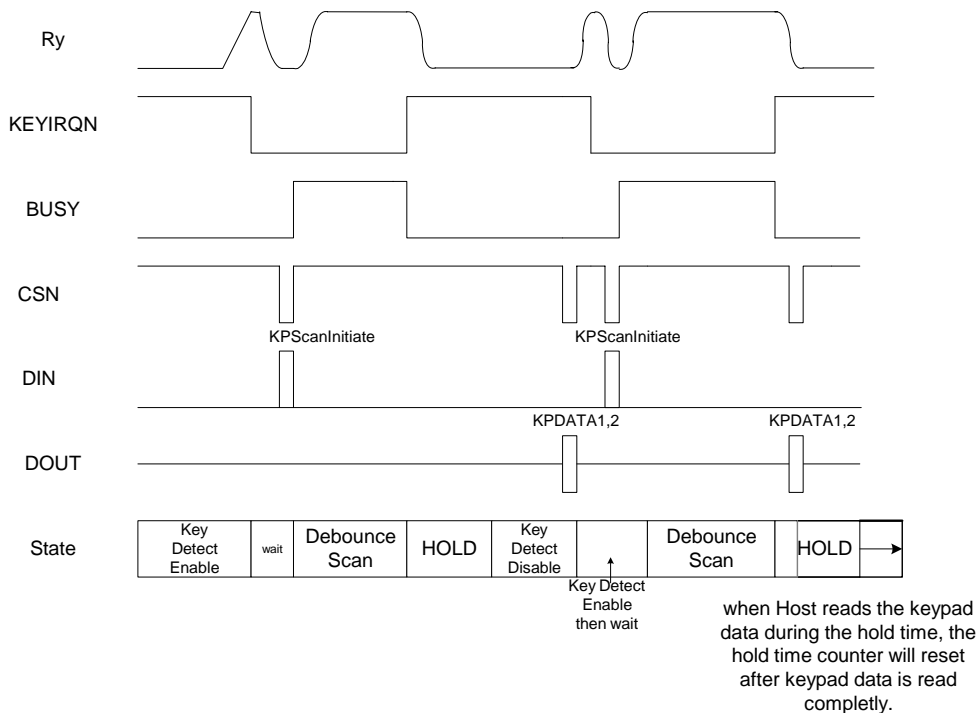 Ry
KEYIRQN
BUSY
CSN
KPScanInitiate
KPScanInitiate
DIN
KPDATA1,2
KPDATA1,2
DOUT
State
Key
Detect
Enable
wait
Debounce
Scan
HOLD
Key
Detect
Disable
Key Detect
Enable
then wait
Debounce
Scan
HOLD
when Host reads the keypad
data during the hold time, the
hold time counter will reset
after keypad data is read
completly.